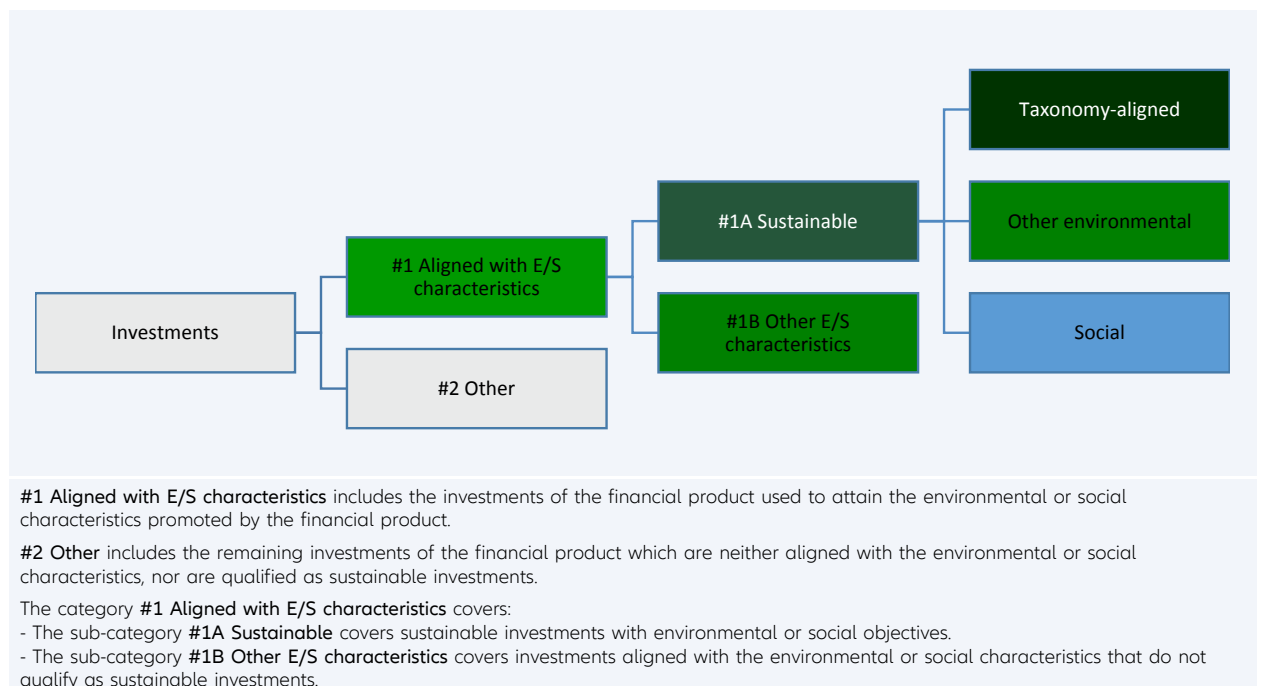 Taxonomy-aligned
#1A Sustainable
Other environmental
#1 Aligned with E/S
characteristics
Investments
#1B Other E/S
characteristics
Social
#2 Other
#1 Aligned with E/S characteristics includes the investments of the financial product used to attain the environmental or social
characteristics promoted by the financial product.
#2 Other includes the remaining investments of the financial product which are neither aligned with the environmental or social
characteristics, nor are qualified as sustainable investments.
The category #1 Aligned with E/S characteristics covers:
- The sub-category #1A Sustainable covers sustainable investments with environmental or social objectives.
- The sub-category #1B Other E/S characteristics covers investments aligned with the environmental or social characteristics that do not
qualify as sustainable investments.